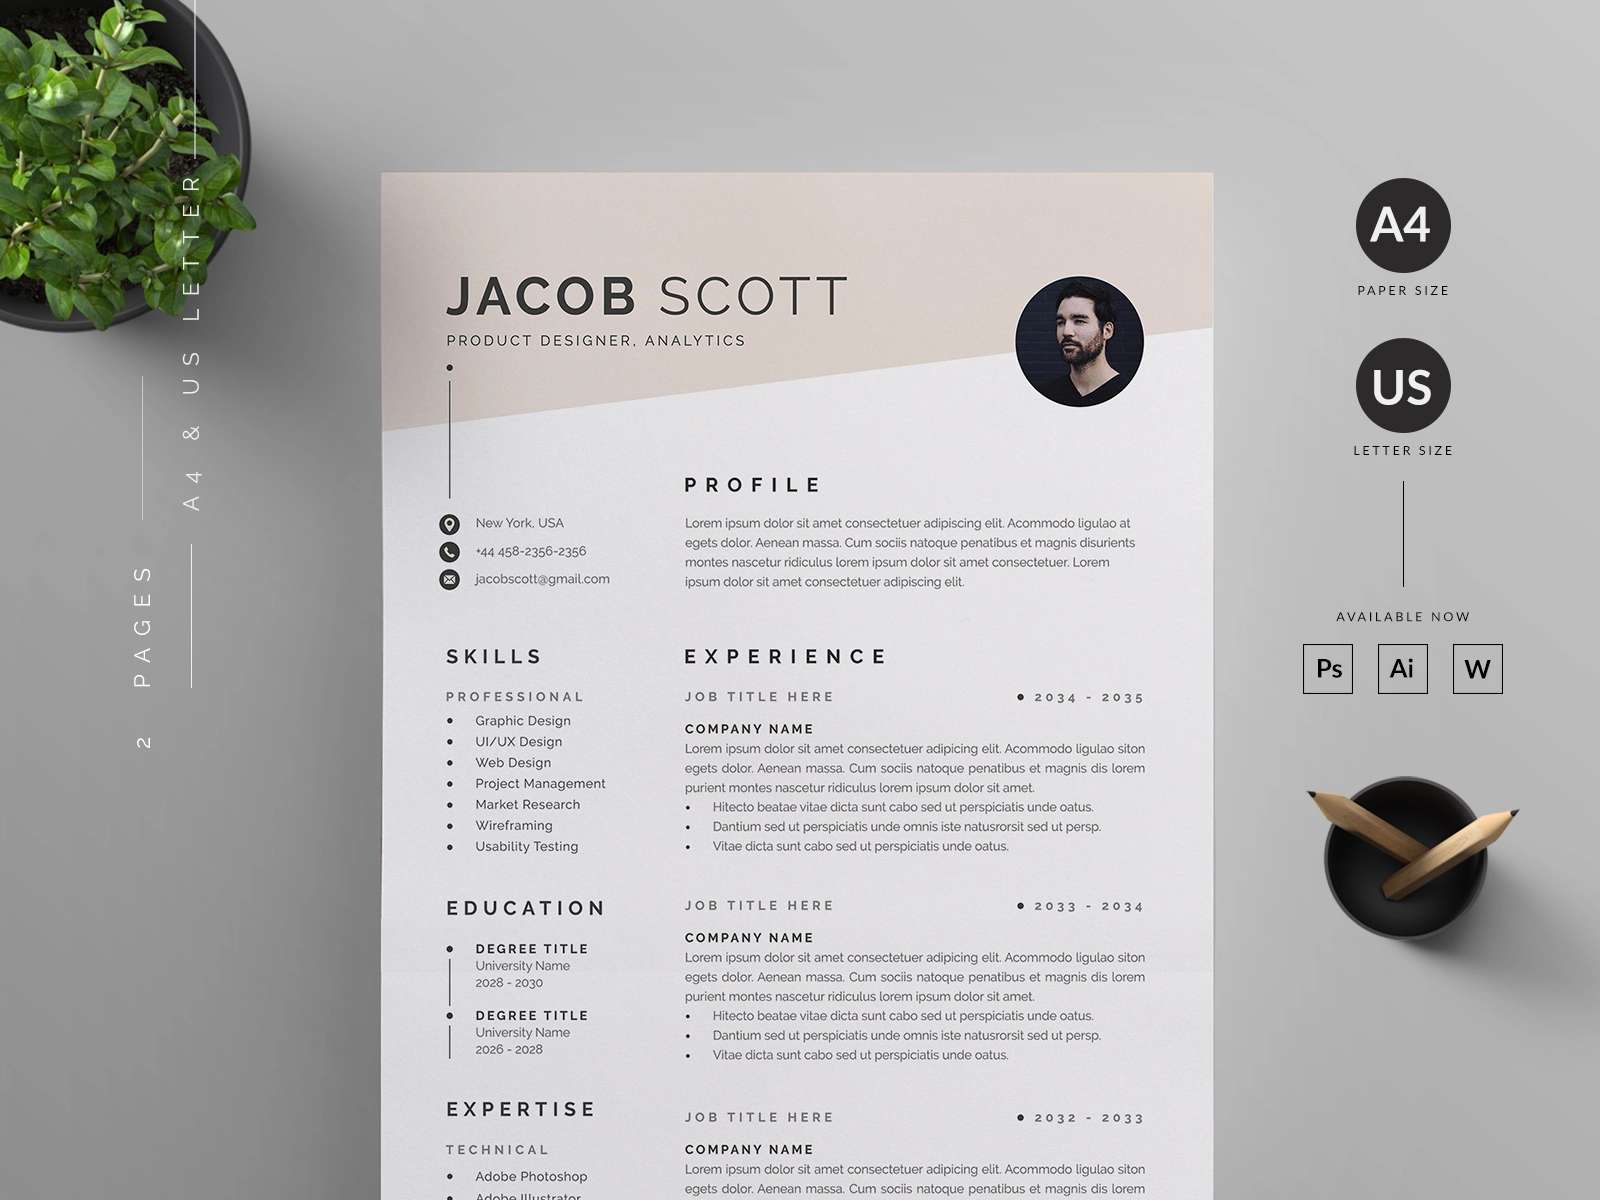 2 PAGES
A4 & US LETTER
JACOB SCOTT
PRODUCT DESIGNER, ANALYTICS
New York, USA
+44 458-2356-2356
jacobscott@gmail.com
SKILLS
PROFESSIONAL
• Graphic Design
• UI/UX Design
• Web Design
• Project Management
• Market Research
• Wireframing
• Usability Testing
EDUCATION
DEGREE TITLE
University Name
2028 - 2030
DEGREE TITLE
University Name
2026 - 2028
EXPERTISE
TECHNICAL
• Adobe Photoshop
• Adobe Illustrator
PROFILE
Lorem ipsum dolor sit amet consectetuer adipiscing elit. Acommodo ligulao at
egets dolor. Aenean massa. Cum sociis natoque penatibus et magnis disurients
montes nascetur ridiculus lorem ipsum dolor sit amet consectetuer. Lorem
ipsum dolor sit amet consectetuer adipiscing elit.
EXPERIENCE
JOB TITLE HERE • 2034 - 2035
COMPANY NAME
Lorem ipsum dolor sit amet consectetuer adipicing elit. Acommodo ligulao siton
egets dolor. Aenean massa. Cum sociis natoque penatibus et magnis dis lorem
purient montes nascetur ridiculus lorem ipsum dolor sit amet.
• Hitecto beatae vitae dicta sunt cabo sed ut perspiciatis unde oatus.
• Dantium sed ut perspiciatis unde omnis iste natusrorsit sed ut persp.
• Vitae dicta sunt cabo sed ut perspiciatis unde oatus.
JOB TITLE HERE • 2033 - 2034
COMPANY NAME
Lorem ipsum dolor sit amet consectetuer adipicing elit. Acommodo ligulao siton
egets dolor. Aenean massa. Cum sociis natoque penatibus et magnis dis lorem
purient montes nascetur ridiculus lorem ipsum dolor sit amet.
• Hitecto beatae vitae dicta sunt cabo sed ut perspiciatis unde oatus.
• Dantium sed ut perspiciatis unde omnis iste natusrorsit sed ut persp.
• Vitae dicta sunt cabo sed ut perspiciatis unde oatus.
JOB TITLE HERE • 2032 - 2033
COMPANY NAME
Lorem ipsum dolor sit amet consectetuer adipicing elit. Acommodo ligulao siton
egets dolor. Aenean massa. Cum sociis natoque penatibus et magnis dis lorem
A4
PAPER SIZE
US
LETTER SIZE
AVAILABLE NOW
Ps Ai W